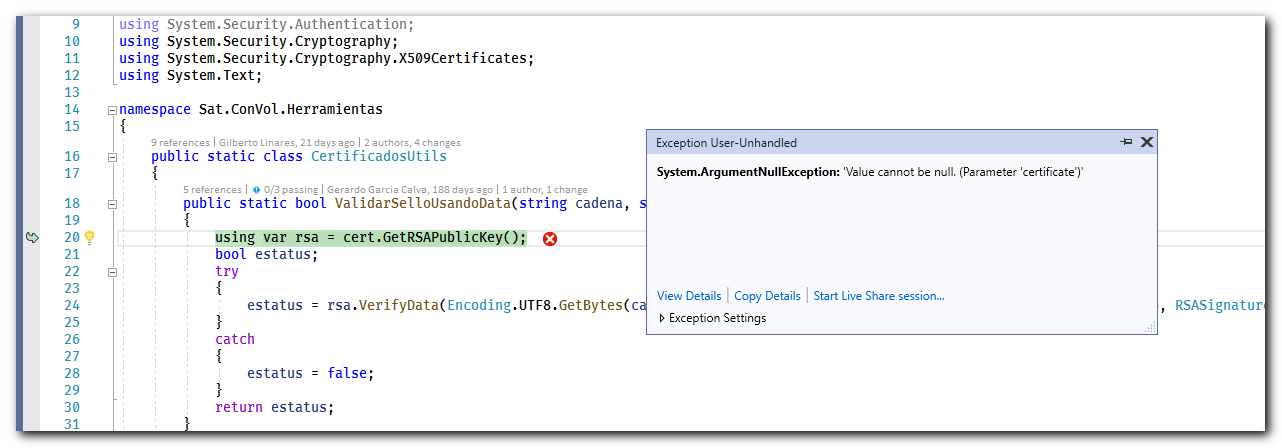 9 using System.Security.Authentication;
10 using System.Security.Cryptography;
11 using System.Security.Cryptography.X509Certificates;
12 using System.Text;
13
14 namespace Sat.ConVol.Herramientas
15 {
9 references | Gilberto Linares, 21 days ago | 2 authors, 4 changes
16 public static class CertificadosUtils
17 {
5 references | 0/3 passing | Gerardo Garcia Calva, 188 days ago | 1 author, 1 change
18 public static bool ValidarSelloUsandoData(string cadena, s
19 {
20 using var rsa = cert.GetRSAPublicKey();
21 bool estatus;
22 try
23 {
24 estatus = rsa.VerifyData(Encoding.UTF8.GetBytes(ca , RSASignature
25 }
26 catch
27 {
28 estatus = false;
29 }
30 return estatus;
31 }
Exception User-Unhandled
System.ArgumentNullException: 'Value cannot be null. (Parameter 'certificate')'
View Details | Copy Details | Start Live Share session...
Exception Settings